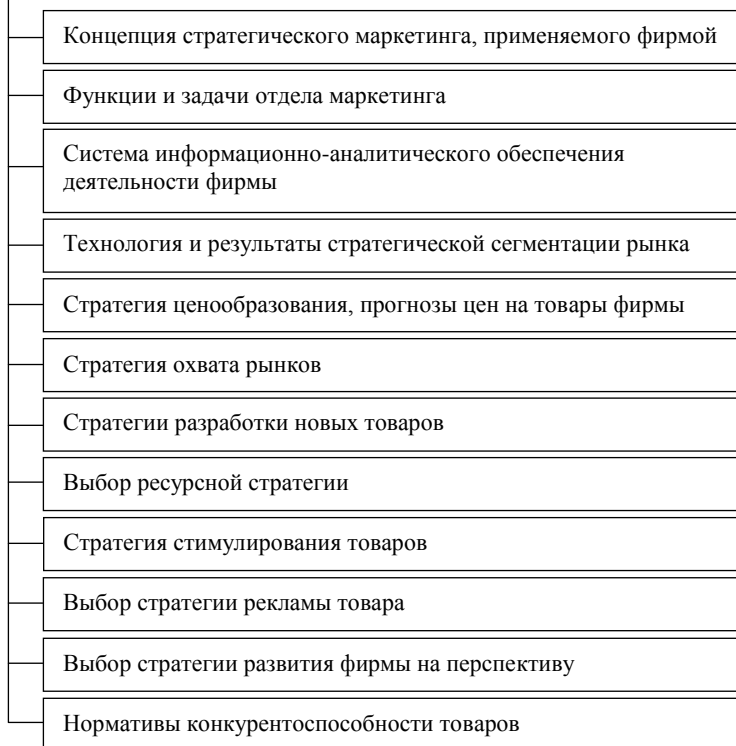 Концепция стратегического маркетинга, применяемого фирмой
Функции и задачи отдела маркетинга
Система информационно-аналитического обеспечения
деятельности фирмы
Технология и результаты стратегической сегментации рынка
Стратегия ценообразования, прогнозы цен на товары фирмы
Стратегия охвата рынков
Стратегии разработки новых товаров
Выбор ресурсной стратегии
Стратегия стимулирования товаров
Выбор стратегии рекламы товара
Выбор стратегии развития фирмы на перспективу
Нормативы конкурентоспособности товаров